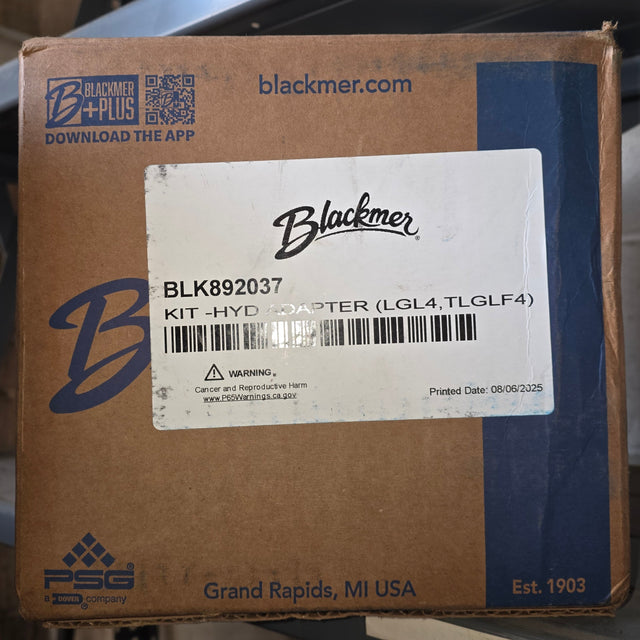 BLACKMER
+PLUS
DOWNLOAD THE APP
blackmer.com
Blackmer®
BLK892037
KIT -HYD ADAPTER (LGL4,TLGLF4)
WARNING
Cancer and Reproductive Harm
www.P65Warnings.ca.gov
Printed Date: 08/06/2025
B
PSG®
a DOVER company
Grand Rapids, MI USA
Est. 1903